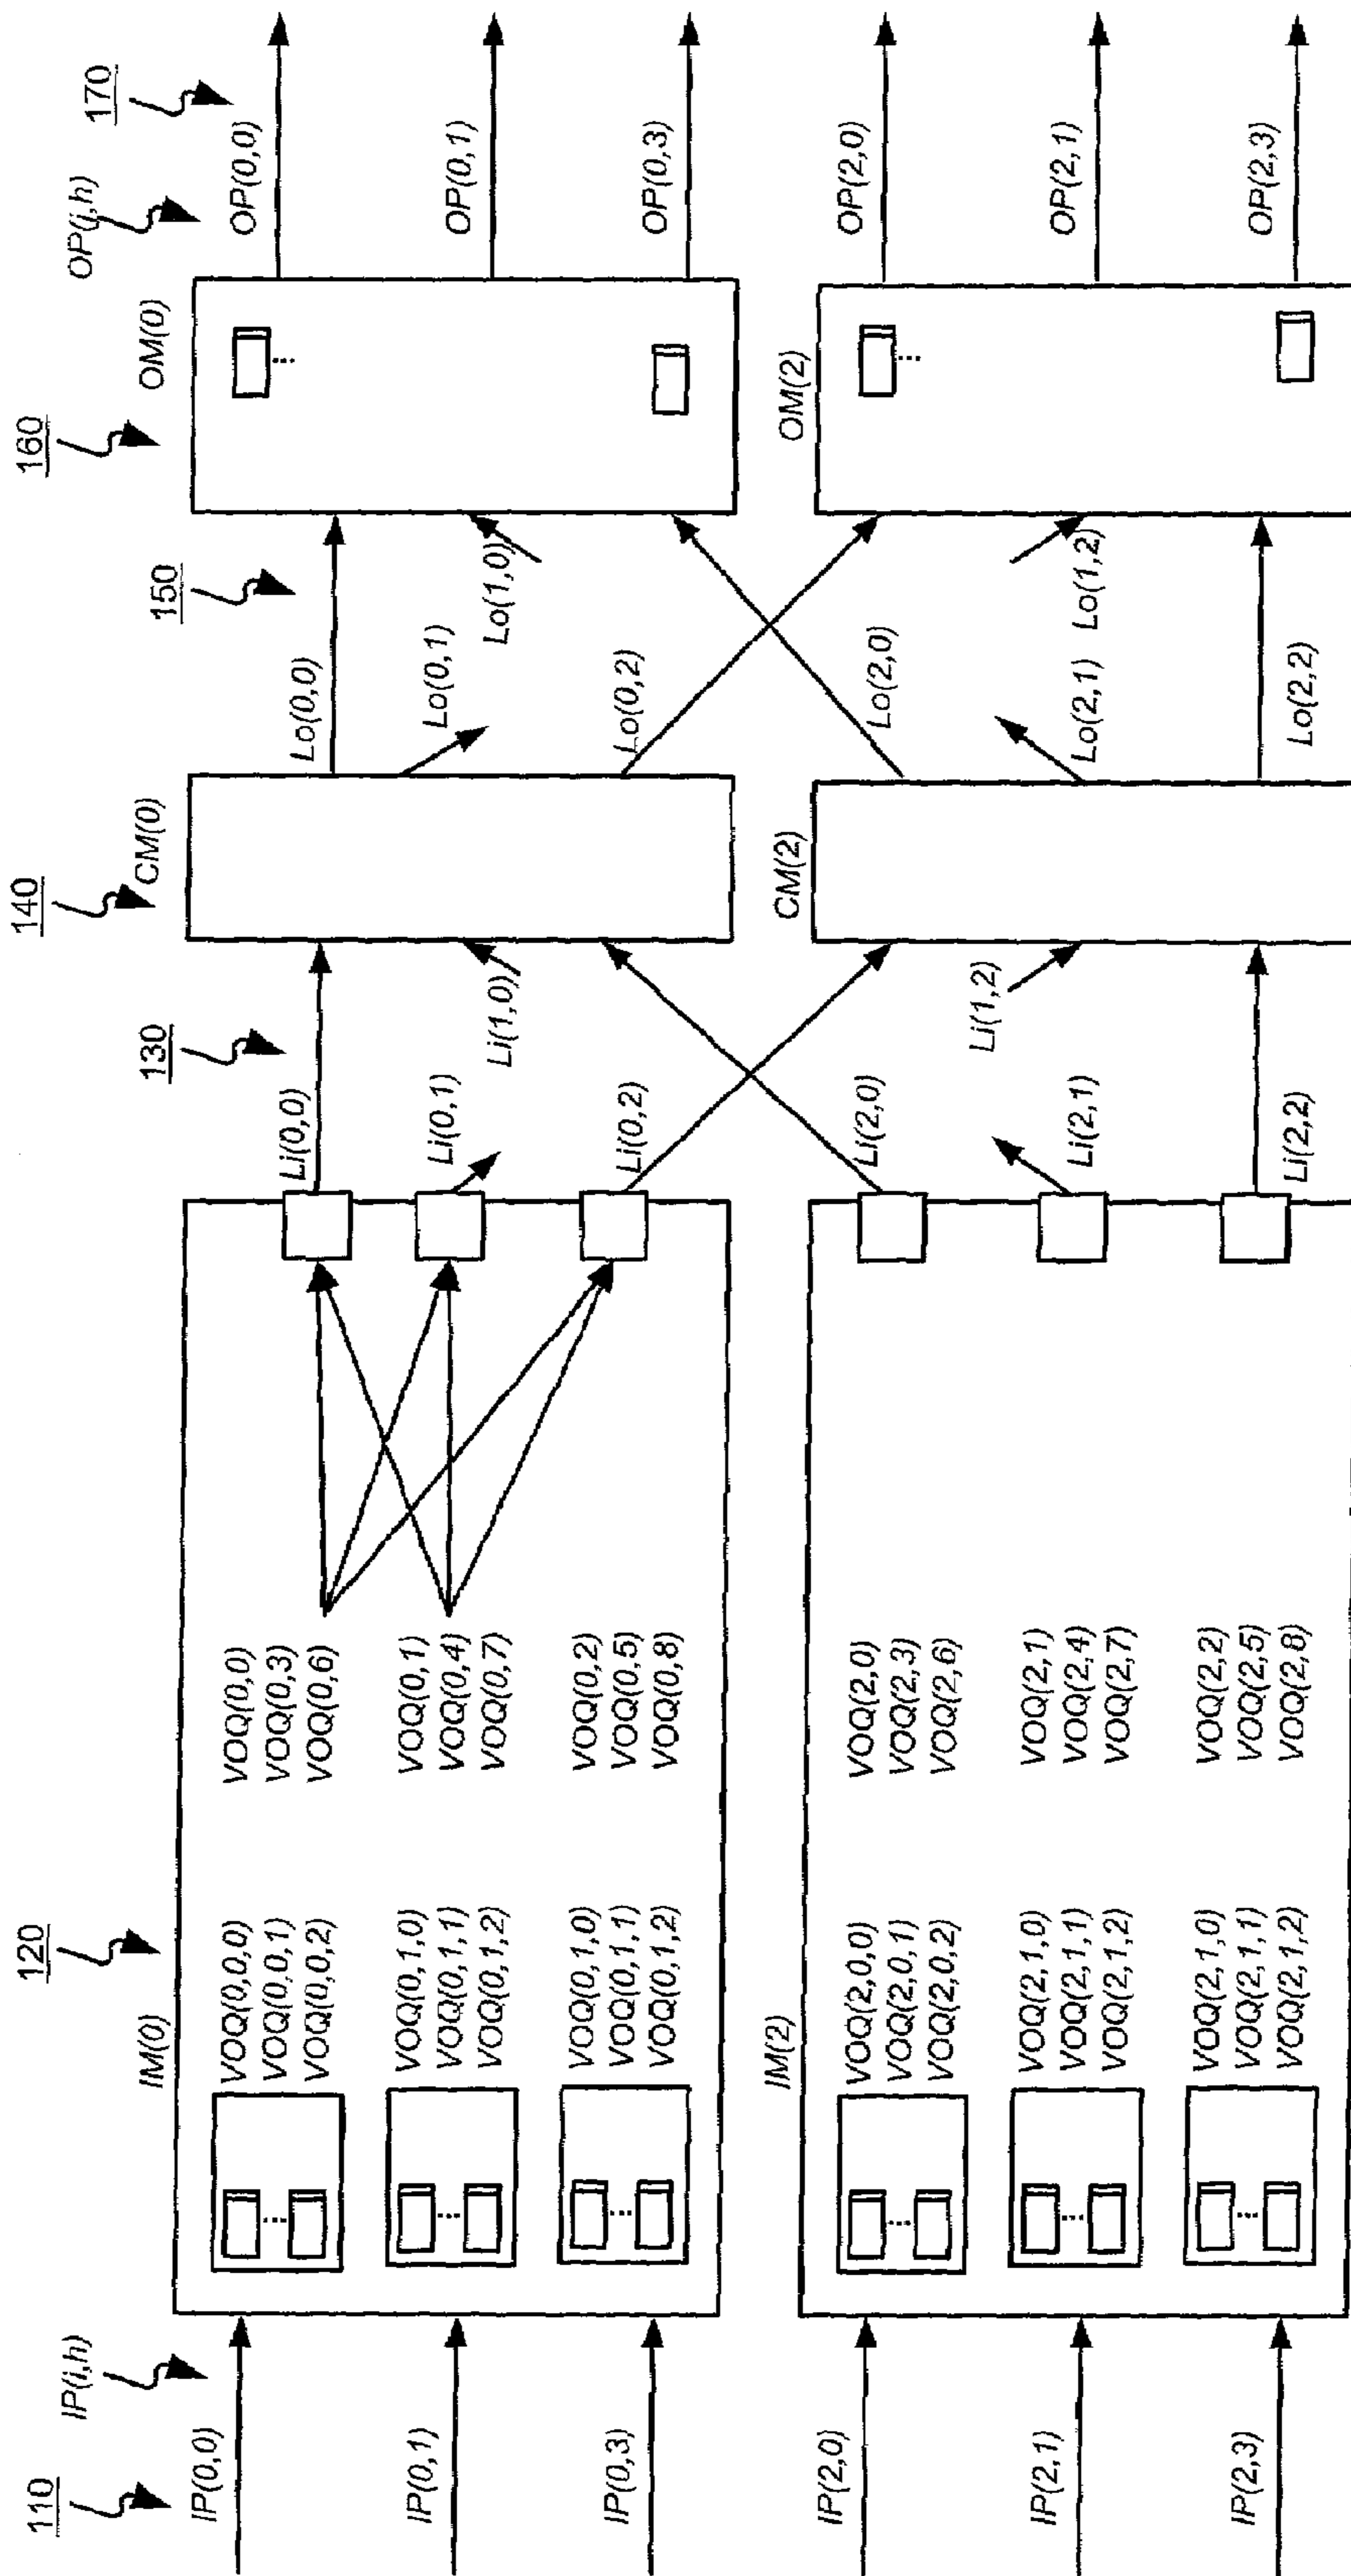 110
IP(i,h)
IP(0,0)
IP(0,1)
IP(0,3)
IP(2,0)
IP(2,1)
IP(2,3)
120
IM(0)
VOQ(0,0,0)
VOQ(0,0,1)
VOQ(0,0,2)
VOQ(0,1,0)
VOQ(0,1,1)
VOQ(0,1,2)
VOQ(0,1,0)
VOQ(0,1,1)
VOQ(0,1,2)
VOQ(0,0)
VOQ(0,3)
VOQ(0,6)
VOQ(0,1)
VOQ(0,4)
VOQ(0,7)
VOQ(0,2)
VOQ(0,5)
VOQ(0,8)
IM(2)
VOQ(2,0,0)
VOQ(2,0,1)
VOQ(2,0,2)
VOQ(2,1,0)
VOQ(2,1,1)
VOQ(2,1,2)
VOQ(2,1,0)
VOQ(2,1,1)
VOQ(2,1,2)
VOQ(2,0)
VOQ(2,3)
VOQ(2,6)
VOQ(2,1)
VOQ(2,4)
VOQ(2,7)
VOQ(2,2)
VOQ(2,5)
VOQ(2,8)
130
Li(0,0)
Li(0,1)
Li(1,0)
Li(0,2)
Li(2,0)
Li(1,2)
Li(2,1)
Li(2,2)
140
CM(0)
CM(2)
150
Lo(0,0)
Lo(0,1)
Lo(1,0)
Lo(0,2)
Lo(2,0)
Lo(2,1)
Lo(1,2)
Lo(2,2)
160
OM(0)
OM(2)
OP(j,h)
170
OP(0,0)
OP(0,1)
OP(0,3)
OP(2,0)
OP(2,1)
OP(2,3)